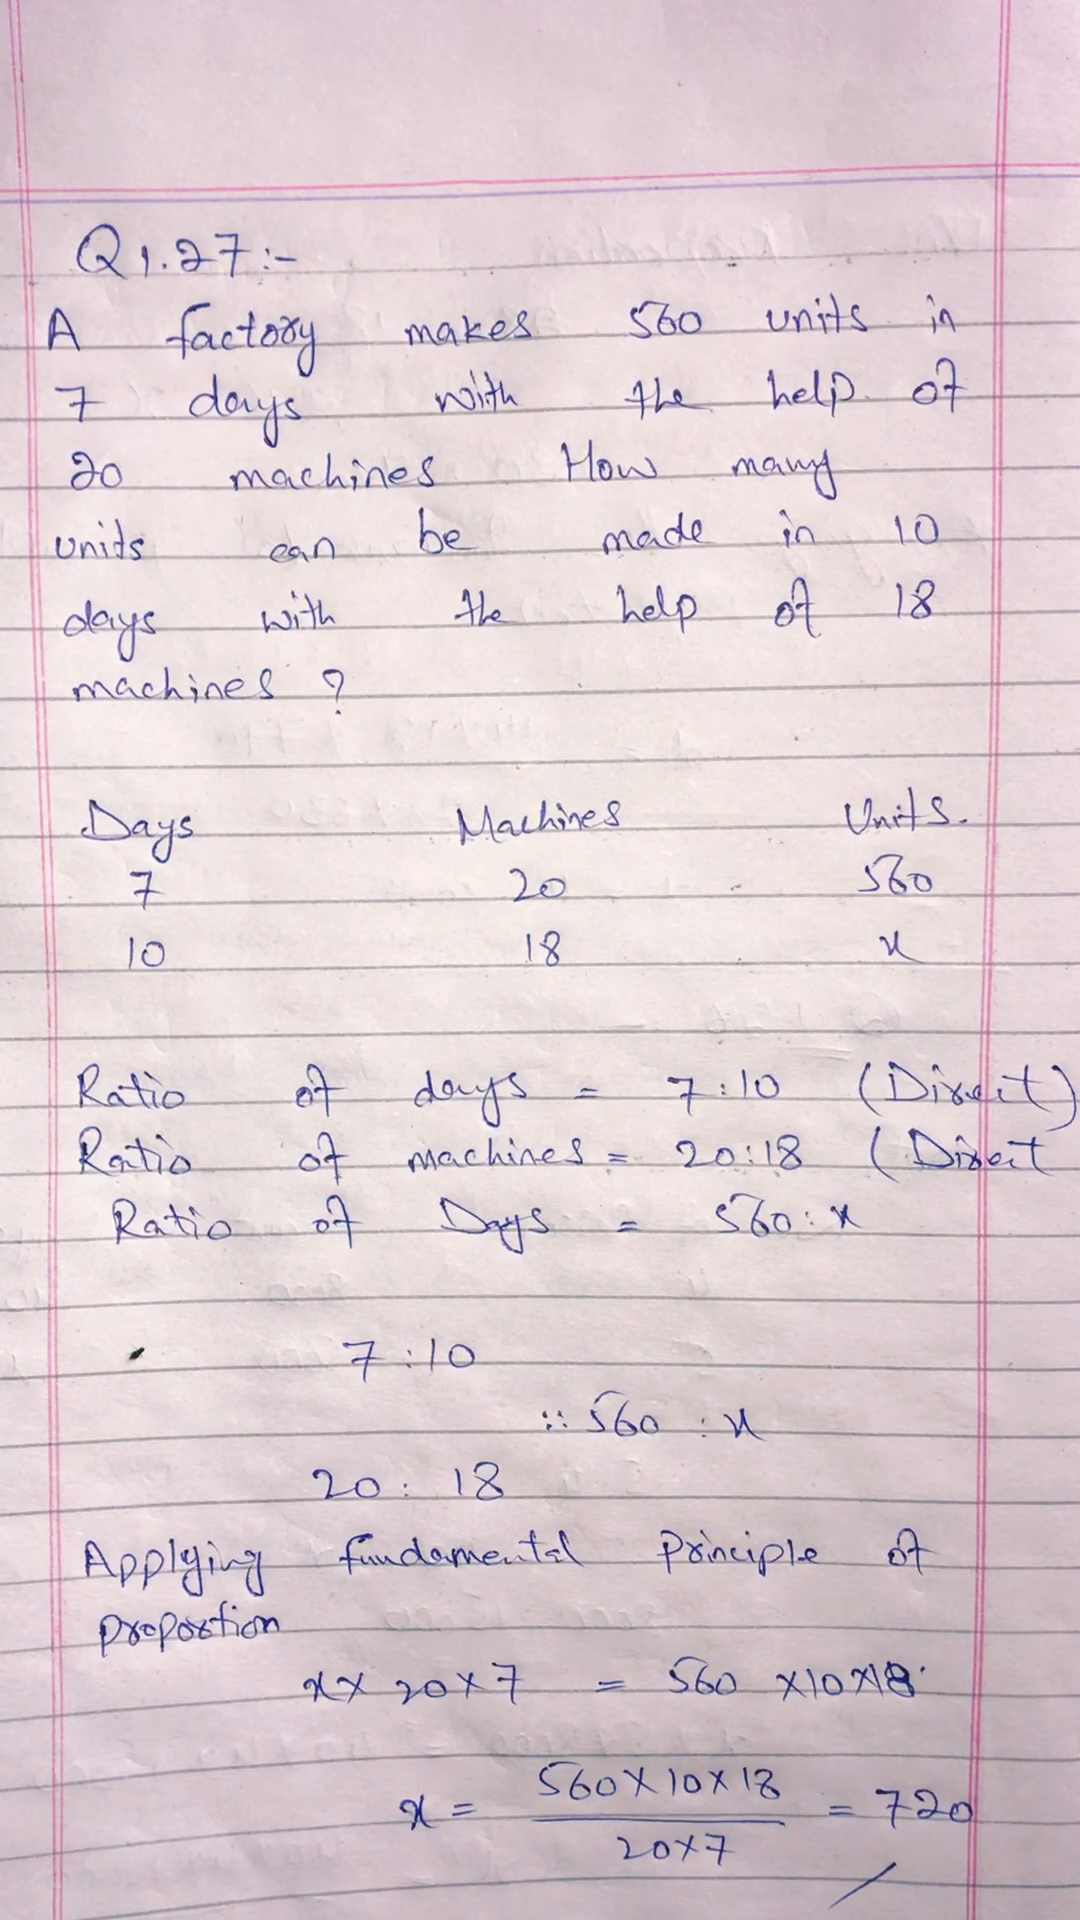 Q1.27:-
A factory makes 560 units in
7 days with the help of
20 machines How many
units can be made in 10
days with the help of 18
machines ?
Days Machines Units.
7 20 560
10 18 x
Ratio of days = 7:10 (Direct)
Ratio of machines = 20:18 (Direct
Ratio of Days = 560:x
7:10
:: 560 : x
20: 18
Applying fundamental Principle of
proportion
x × 20 × 7 = 560 ×10×18
x = 560×10×18 / 20×7 = 720